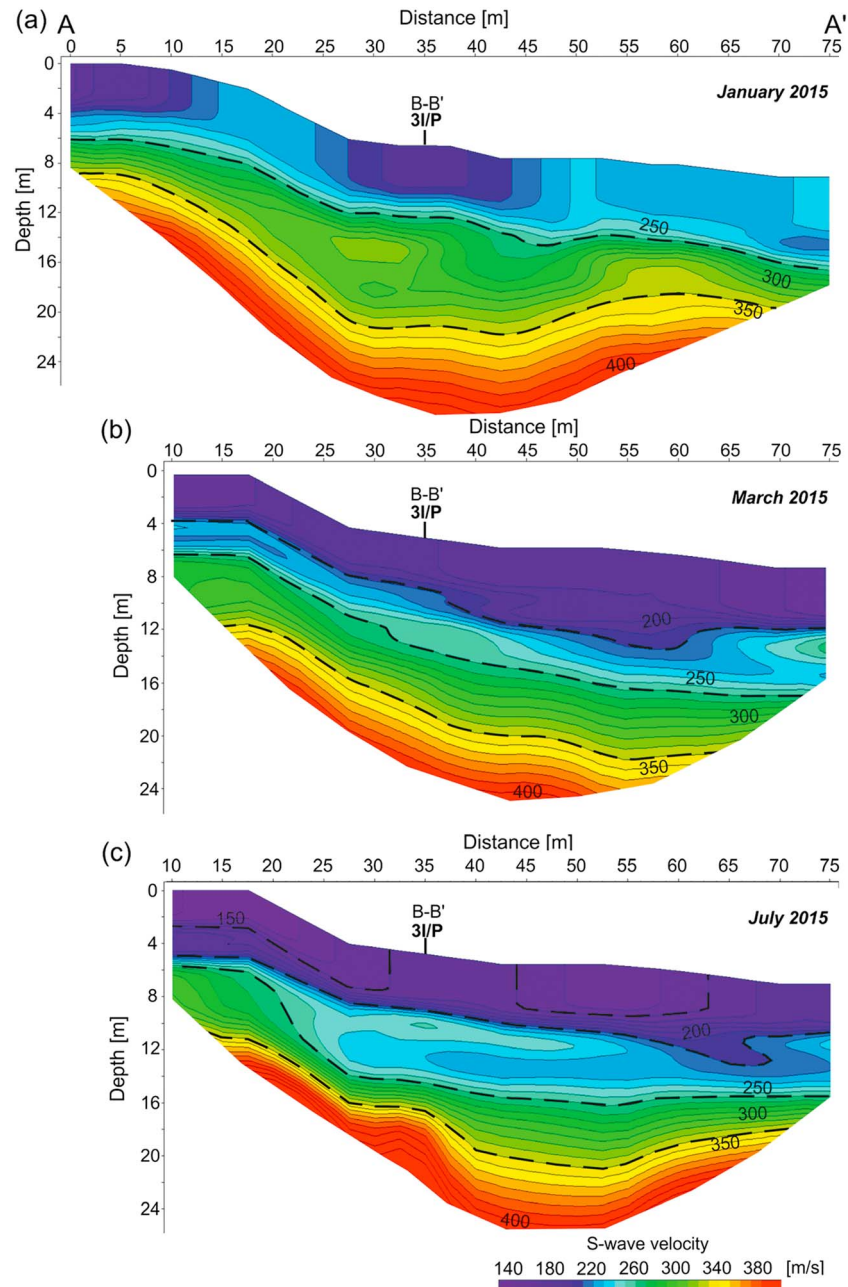 (a) A Distance [m] A'
0 5 10 15 20 25 30 35 40 45 50 55 60 65 70 75
0
4
8
12
16
20
24
Depth [m]
B-B'
3I/P
January 2015
250
300
350
400
(b) Distance [m]
10 15 20 25 30 35 40 45 50 55 60 65 70 75
0
4
8
12
16
20
24
Depth [m]
B-B'
3I/P
March 2015
200
250
300
350
400
(c) Distance [m]
10 15 20 25 30 35 40 45 50 55 60 65 70 75
0
4
8
12
16
20
24
Depth [m]
B-B'
3I/P
July 2015
150
200
250
300
350
400
S-wave velocity
140 180 220 260 300 340 380 [m/s]